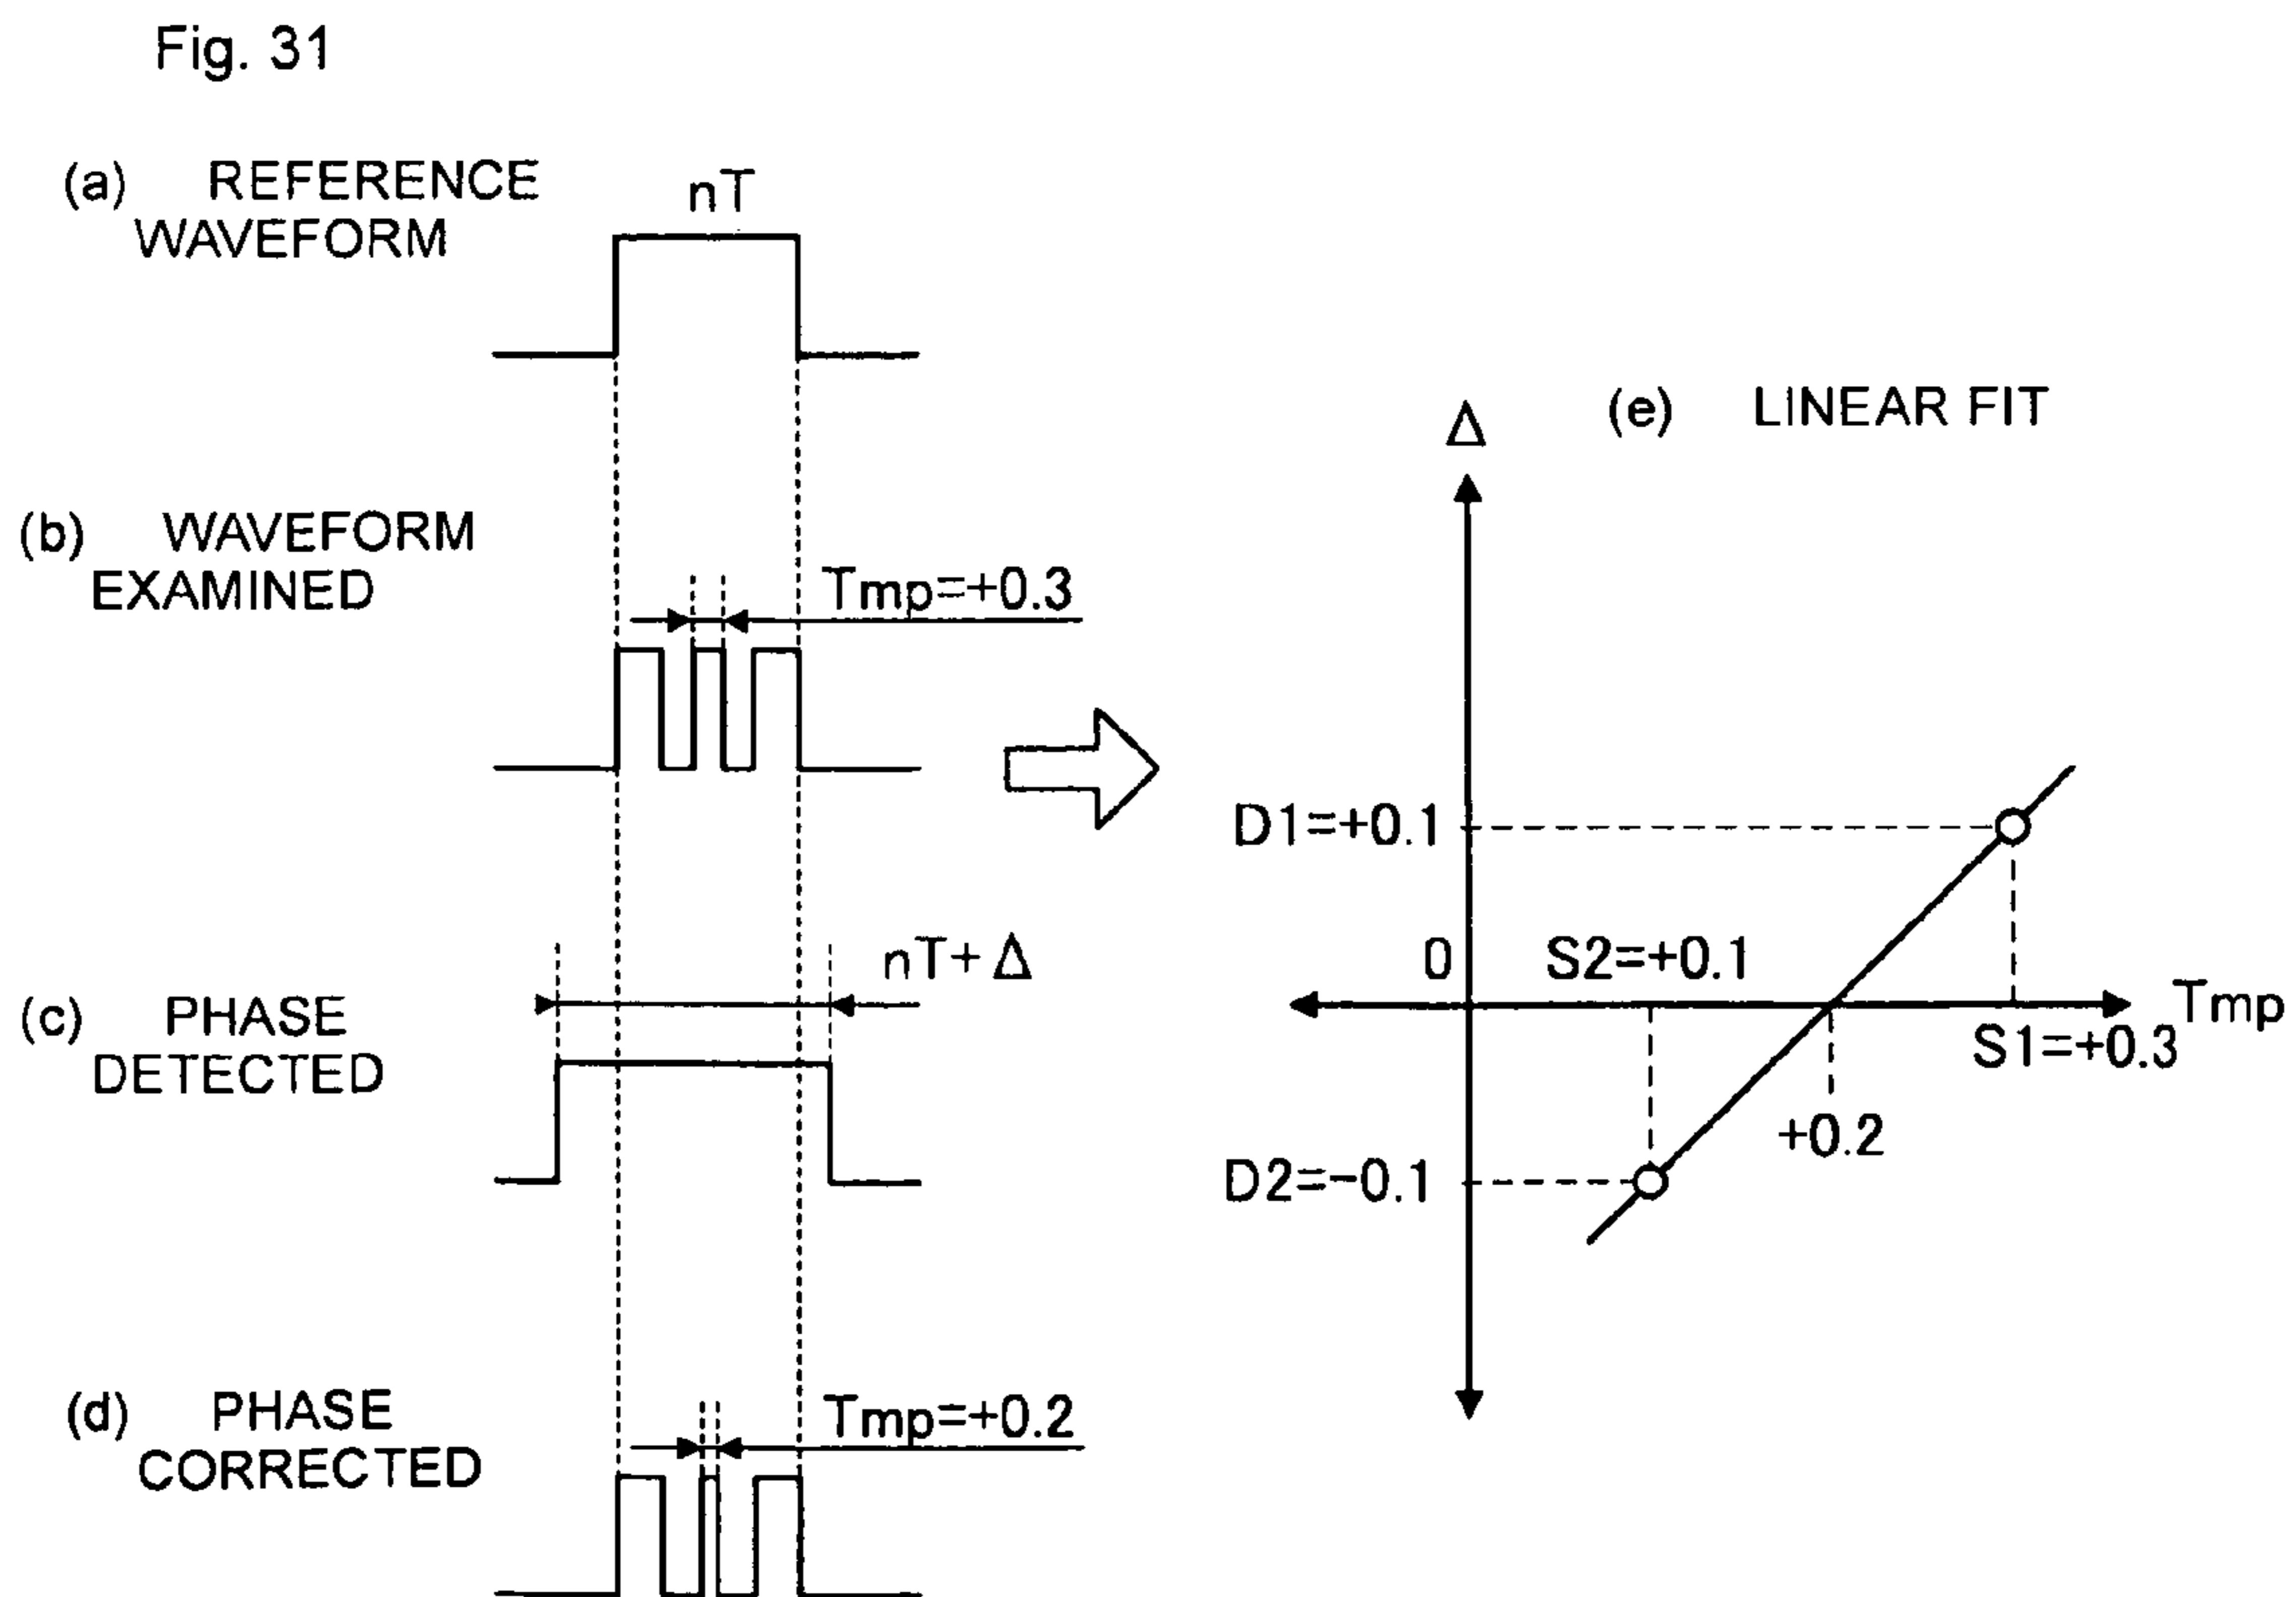 Fig. 31
(a) REFERENCE
WAVEFORM
nT
(b) WAVEFORM
EXAMINED
Tmp=+0.3
(c) PHASE
DETECTED
nT+Δ
(d) PHASE
CORRECTED
Tmp=+0.2
(e) LINEAR FIT
Δ
D1=+0.1
0
S2=+0.1
Tmp
S1=+0.3
+0.2
D2=-0.1